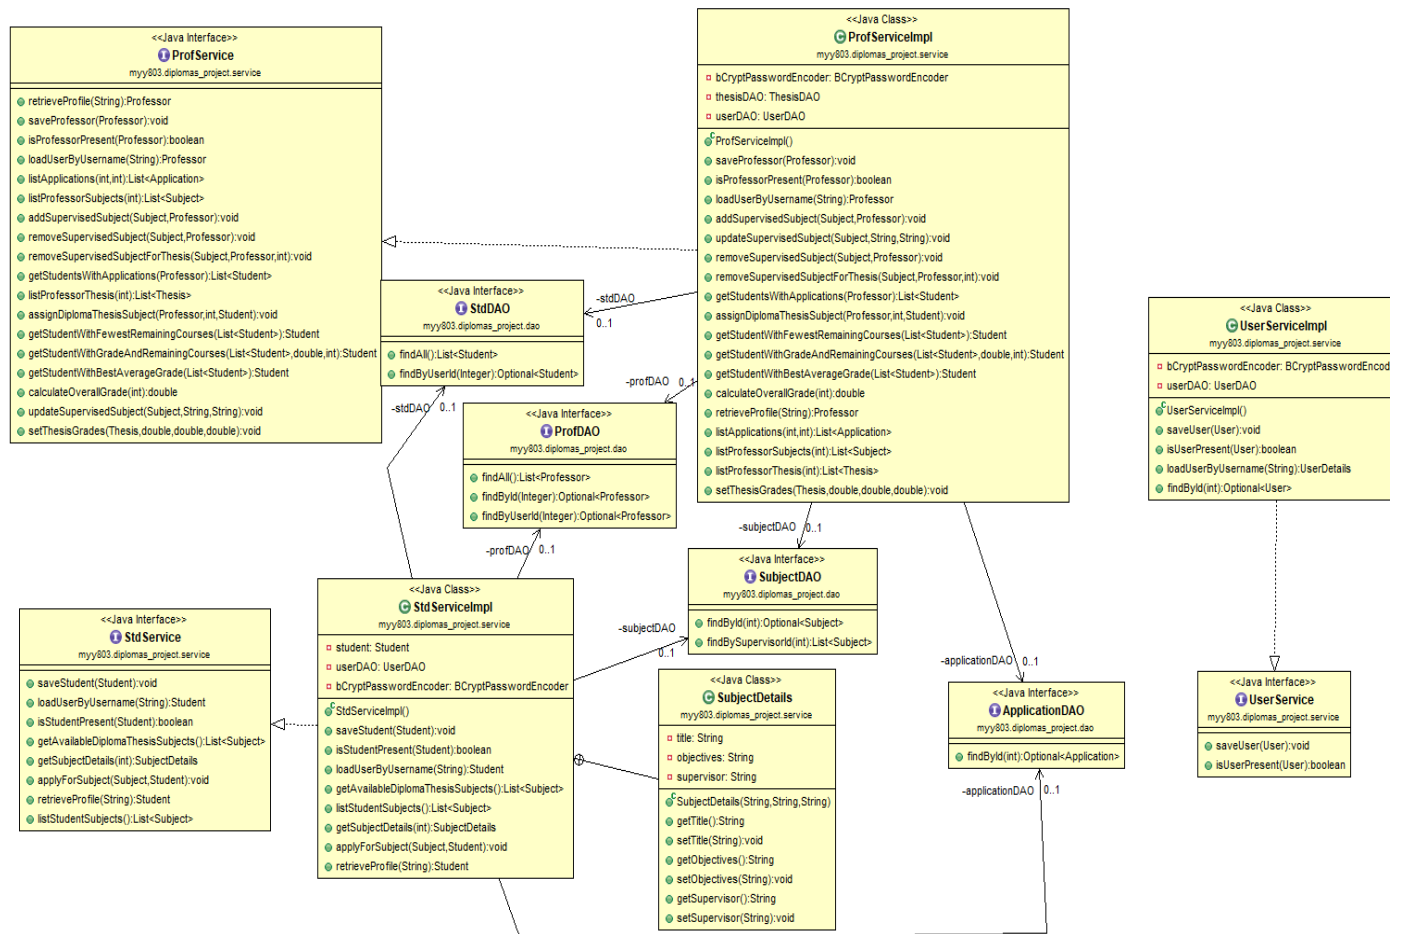 <<Java Interface>>
ProfService
myy803.diplomas_project.service
retrieveProfile(String):Professor
saveProfessor(Professor):void
isProfessorPresent(Professor):boolean
loadUserByUsername(String):Professor
listApplications(int,int):List<Application>
listProfessorSubjects(int):List<Subject>
addSupervisedSubject(Subject,Professor):void
removeSupervisedSubject(Subject,Professor):void
removeSupervisedSubjectForThesis(Subject,Professor,int):void
getStudentsWithApplications(Professor):List<Student>
listProfessorThesis(int):List<Thesis>
assignDiplomaThesisSubject(Professor,int,Student):void
getStudentWithFewestRemainingCourses(List<Student>):Student
getStudentWithGradeAndRemainingCourses(List<Student>,double,int):Student
getStudentWithBestAverageGrade(List<Student>):Student
calculateOverallGrade(int):double
updateSupervisedSubject(Subject,String,String):void
setThesisGrades(Thesis,double,double,double):void
<<Java Class>>
ProfServiceImpl
myy803.diplomas_project.service
bCryptPasswordEncoder: BCryptPasswordEncoder
thesisDAO: ThesisDAO
userDAO: UserDAO
ProfServiceImpl()
saveProfessor(Professor):void
isProfessorPresent(Professor):boolean
loadUserByUsername(String):Professor
addSupervisedSubject(Subject,Professor):void
updateSupervisedSubject(Subject,String,String):void
removeSupervisedSubject(Subject,Professor):void
removeSupervisedSubjectForThesis(Subject,Professor,int):void
getStudentsWithApplications(Professor):List<Student>
assignDiplomaThesisSubject(Professor,int,Student):void
getStudentWithFewestRemainingCourses(List<Student>):Student
getStudentWithGradeAndRemainingCourses(List<Student>,double,int):Student
getStudentWithBestAverageGrade(List<Student>):Student
calculateOverallGrade(int):double
retrieveProfile(String):Professor
listApplications(int,int):List<Application>
listProfessorSubjects(int):List<Subject>
listProfessorThesis(int):List<Thesis>
setThesisGrades(Thesis,double,double,double):void
<<Java Interface>>
StdDAO
myy803.diplomas_project.dao
findAll():List<Student>
findByUserId(Integer):Optional<Student>
-stdDAO
0..1
-profDAO
0..1
-stdDAO
0..1
<<Java Interface>>
ProfDAO
myy803.diplomas_project.dao
findAll():List<Professor>
findById(Integer):Optional<Professor>
findByUserId(Integer):Optional<Professor>
<<Java Class>>
UserServiceImpl
myy803.diplomas_project.service
bCryptPasswordEncoder: BCryptPasswordEncod
userDAO: UserDAO
UserServiceImpl()
saveUser(User):void
isUserPresent(User):boolean
loadUserByUsername(String):UserDetails
findById(int):Optional<User>
-profDAO
0..1
-subjectDAO
0..1
<<Java Interface>>
SubjectDAO
myy803.diplomas_project.dao
findById(int):Optional<Subject>
findBySupervisorId(int):List<Subject>
<<Java Interface>>
StdService
myy803.diplomas_project.service
saveStudent(Student):void
loadUserByUsername(String):Student
isStudentPresent(Student):boolean
getAvailableDiplomaThesisSubjects():List<Subject>
getSubjectDetails(int):SubjectDetails
applyForSubject(Subject,Student):void
retrieveProfile(String):Student
listStudentSubjects():List<Subject>
<<Java Class>>
StdServiceImpl
myy803.diplomas_project.service
student: Student
userDAO: UserDAO
bCryptPasswordEncoder: BCryptPasswordEncoder
StdServiceImpl()
saveStudent(Student):void
isStudentPresent(Student):boolean
loadUserByUsername(String):Student
getAvailableDiplomaThesisSubjects():List<Subject>
listStudentSubjects():List<Subject>
getSubjectDetails(int):SubjectDetails
applyForSubject(Subject,Student):void
retrieveProfile(String):Student
-subjectDAO
0..1
<<Java Class>>
SubjectDetails
myy803.diplomas_project.service
title: String
objectives: String
supervisor: String
SubjectDetails(String,String,String)
getTitle():String
setTitle(String):void
getObjectives():String
setObjectives(String):void
getSupervisor():String
setSupervisor(String):void
-applicationDAO
0..1
<<Java Interface>>
ApplicationDAO
myy803.diplomas_project.dao
findById(int):Optional<Application>
-applicationDAO
0..1
<<Java Interface>>
UserService
myy803.diplomas_project.service
saveUser(User):void
isUserPresent(User):boolean